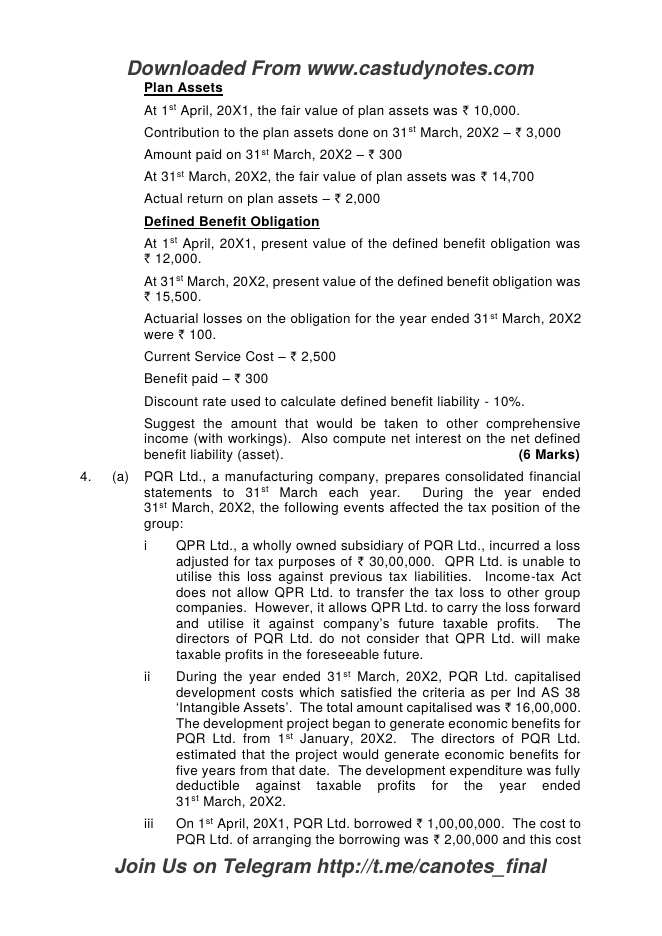 Downloaded From www.castudynotes.com
Plan Assets
At 1st April, 20X1, the fair value of plan assets was ₹ 10,000.
Contribution to the plan assets done on 31st March, 20X2 – ₹ 3,000
Amount paid on 31st March, 20X2 – ₹ 300
At 31st March, 20X2, the fair value of plan assets was ₹ 14,700
Actual return on plan assets – ₹ 2,000
Defined Benefit Obligation
At 1st April, 20X1, present value of the defined benefit obligation was
₹ 12,000.
At 31st March, 20X2, present value of the defined benefit obligation was
₹ 15,500.
Actuarial losses on the obligation for the year ended 31st March, 20X2
were ₹ 100.
Current Service Cost – ₹ 2,500
Benefit paid – ₹ 300
Discount rate used to calculate defined benefit liability - 10%.
Suggest the amount that would be taken to other comprehensive
income (with workings). Also compute net interest on the net defined
benefit liability (asset). (6 Marks)
4. (a) PQR Ltd., a manufacturing company, prepares consolidated financial
statements to 31st March each year. During the year ended
31st March, 20X2, the following events affected the tax position of the
group:
i QPR Ltd., a wholly owned subsidiary of PQR Ltd., incurred a loss
adjusted for tax purposes of ₹ 30,00,000. QPR Ltd. is unable to
utilise this loss against previous tax liabilities. Income-tax Act
does not allow QPR Ltd. to transfer the tax loss to other group
companies. However, it allows QPR Ltd. to carry the loss forward
and utilise it against company's future taxable profits. The
directors of PQR Ltd. do not consider that QPR Ltd. will make
taxable profits in the foreseeable future.
ii During the year ended 31st March, 20X2, PQR Ltd. capitalised
development costs which satisfied the criteria as per Ind AS 38
'Intangible Assets'. The total amount capitalised was ₹ 16,00,000.
The development project began to generate economic benefits for
PQR Ltd. from 1st January, 20X2. The directors of PQR Ltd.
estimated that the project would generate economic benefits for
five years from that date. The development expenditure was fully
deductible against taxable profits for the year ended
31st March, 20X2.
iii On 1st April, 20X1, PQR Ltd. borrowed ₹ 1,00,00,000. The cost to
PQR Ltd. of arranging the borrowing was ₹ 2,00,000 and this cost
Join Us on Telegram http://t.me/canotes_final